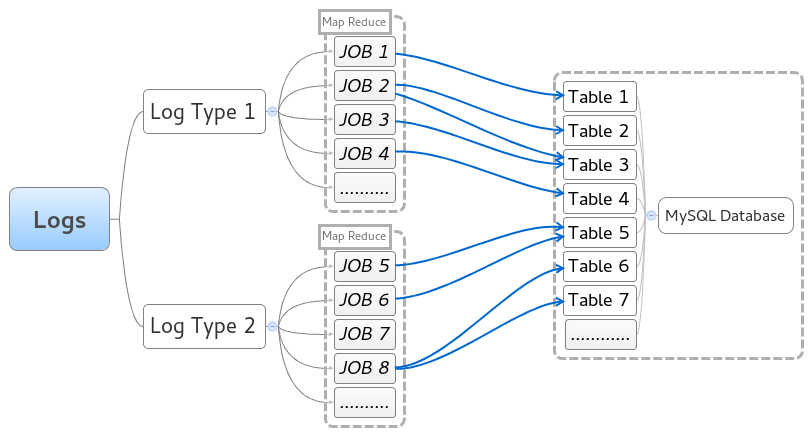 Logs
Log Type 1
Map Reduce
JOB 1
JOB 2
JOB 3
JOB 4
..........
Log Type 2
Map Reduce
JOB 5
JOB 6
JOB 7
JOB 8
..........
Table 1
Table 2
Table 3
Table 4
Table 5
Table 6
Table 7
............
MySQL Database